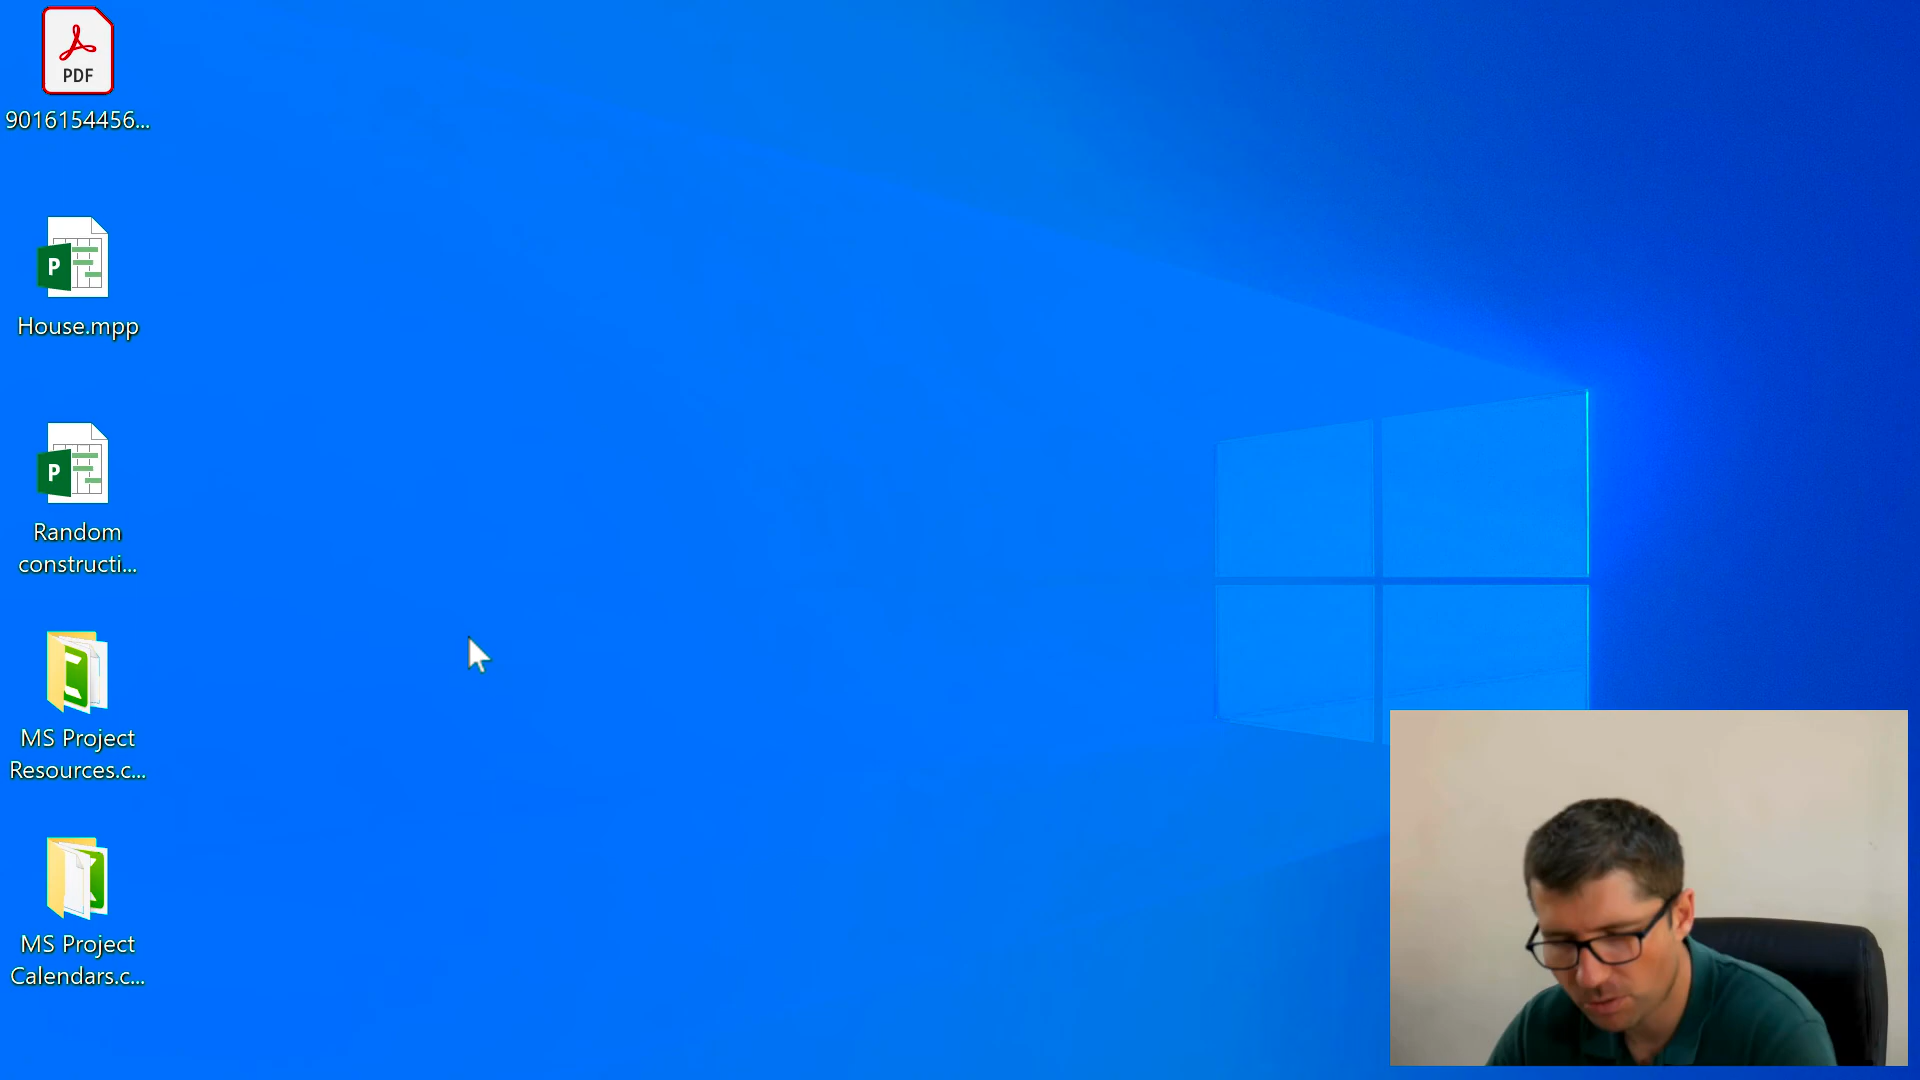 PDF
9016154456...
P
House.mpp
P
Random
constructi...
MS Project
Resources.c...
MS Project
Calendars.c...